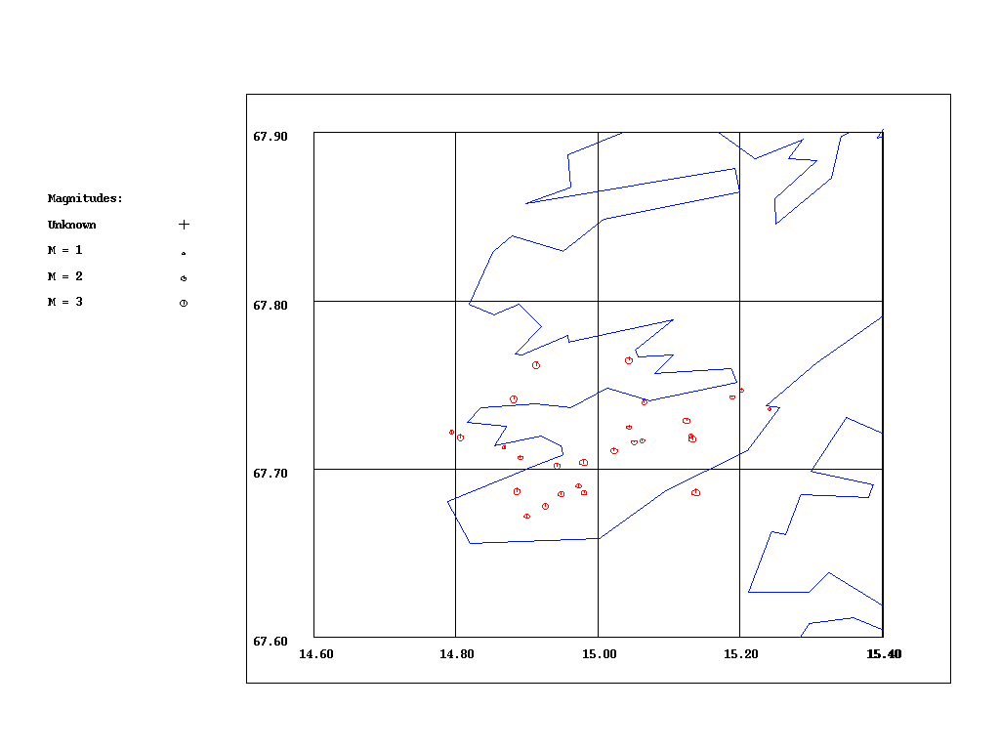 67.90
Magnitudes:
Unknown
M = 1
M = 2
M = 3
67.80
67.70
67.60
14.60 14.80 15.00 15.20 15.40